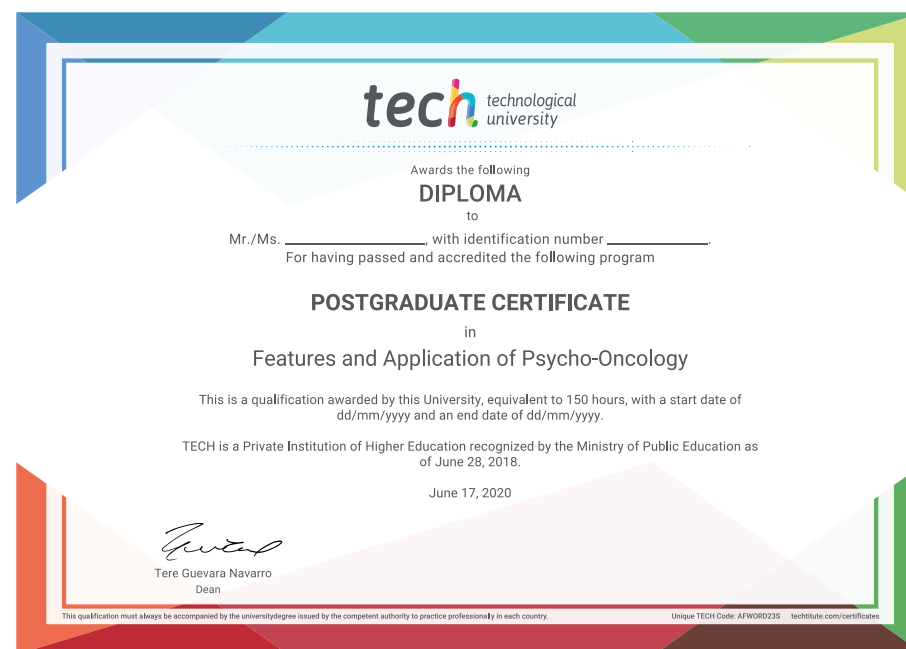 tech technological
university
Awards the following
DIPLOMA
to
Mr./Ms. ____________________, with identification number ______________.
For having passed and accredited the following program
POSTGRADUATE CERTIFICATE
in
Features and Application of Psycho-Oncology
This is a qualification awarded by this University, equivalent to 150 hours, with a start date of
dd/mm/yyyy and an end date of dd/mm/yyyy.
TECH is a Private Institution of Higher Education recognized by the Ministry of Public Education as
of June 28, 2018.
June 17, 2020
Tere Guevara Navarro
Dean
This qualification must always be accompanied by the universitydegree issued by the competent authority to practice professionally in each country. Unique TECH Code: AFWORD23S techtitute.com/certificates